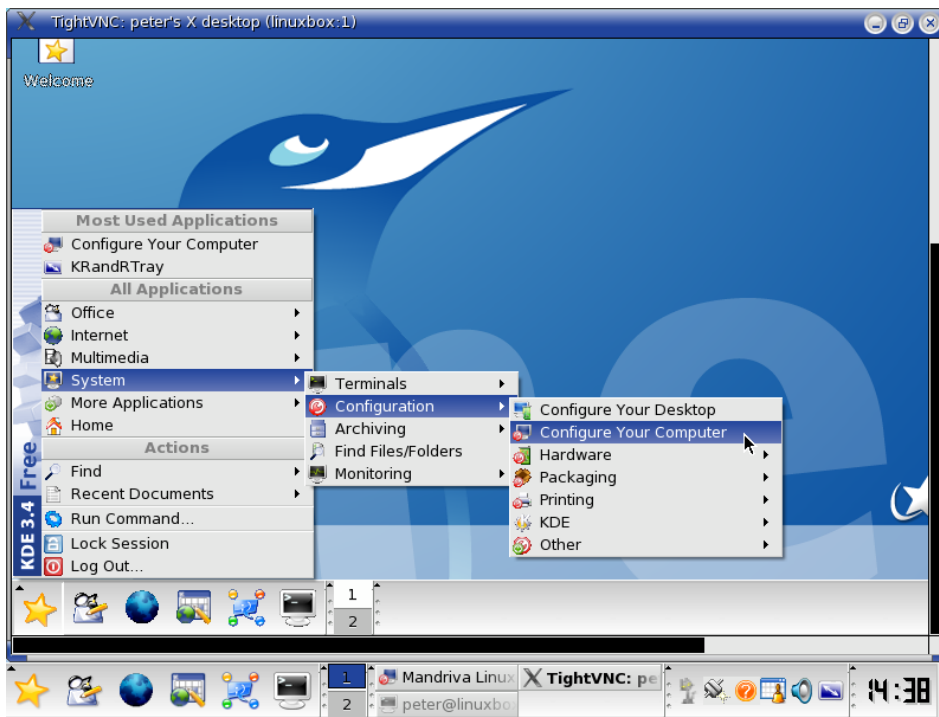 TightVNC: peter's X desktop (linuxbox:1)
Welcome
Most Used Applications
Configure Your Computer
KRandRTray
All Applications
Office
Internet
Multimedia
System
More Applications
Home
Actions
Find
Recent Documents
Run Command...
Lock Session
Log Out...
KDE 3.4 Free
Terminals
Configuration
Archiving
Find Files/Folders
Monitoring
Configure Your Desktop
Configure Your Computer
Hardware
Packaging
Printing
KDE
Other
1
2
1
2
Mandriva Linux
peter@linuxbo
TightVNC: pe
14:38